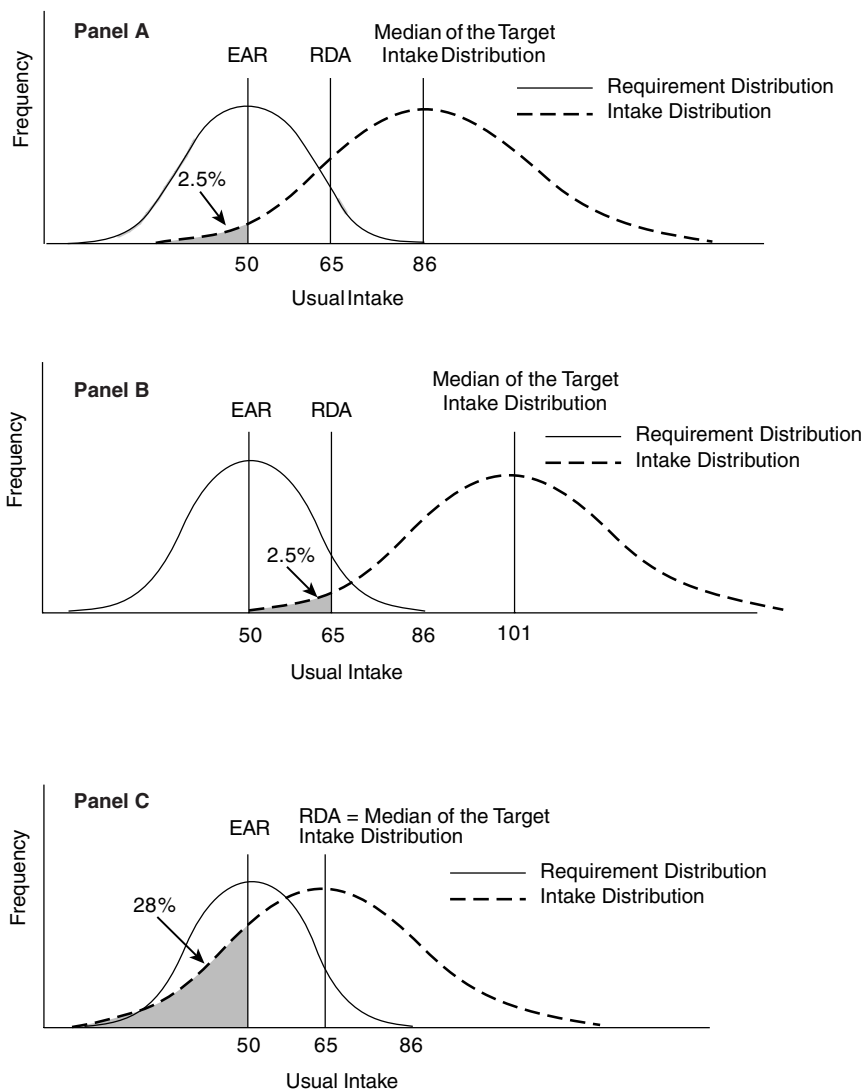 Panel A
EAR
RDA
Median of the Target
Intake Distribution
Requirement Distribution
Intake Distribution
Frequency
2.5%
50
65
86
Usual Intake
Panel B
EAR
RDA
Median of the Target
Intake Distribution
Requirement Distribution
Intake Distribution
Frequency
2.5%
50
65
86
101
Usual Intake
Panel C
EAR
RDA = Median of the Target
Intake Distribution
Requirement Distribution
Intake Distribution
Frequency
28%
50
65
86
Usual Intake